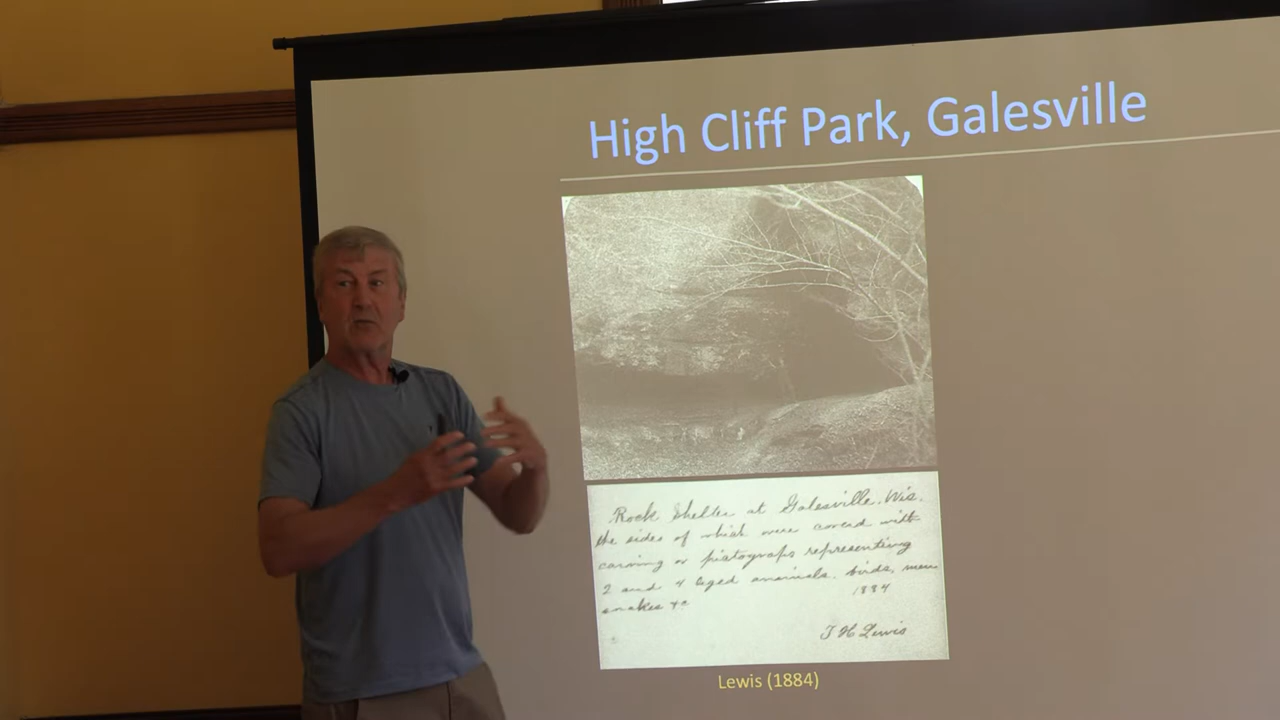 High Cliff Park, Galesville
Rock Shelter at Galesville. Wis.
the sides of which were covered with
carving or pictographs representing
2 and 4 leged animals. birds, men
snakes &c 1884
T H Lewis
Lewis (1884)